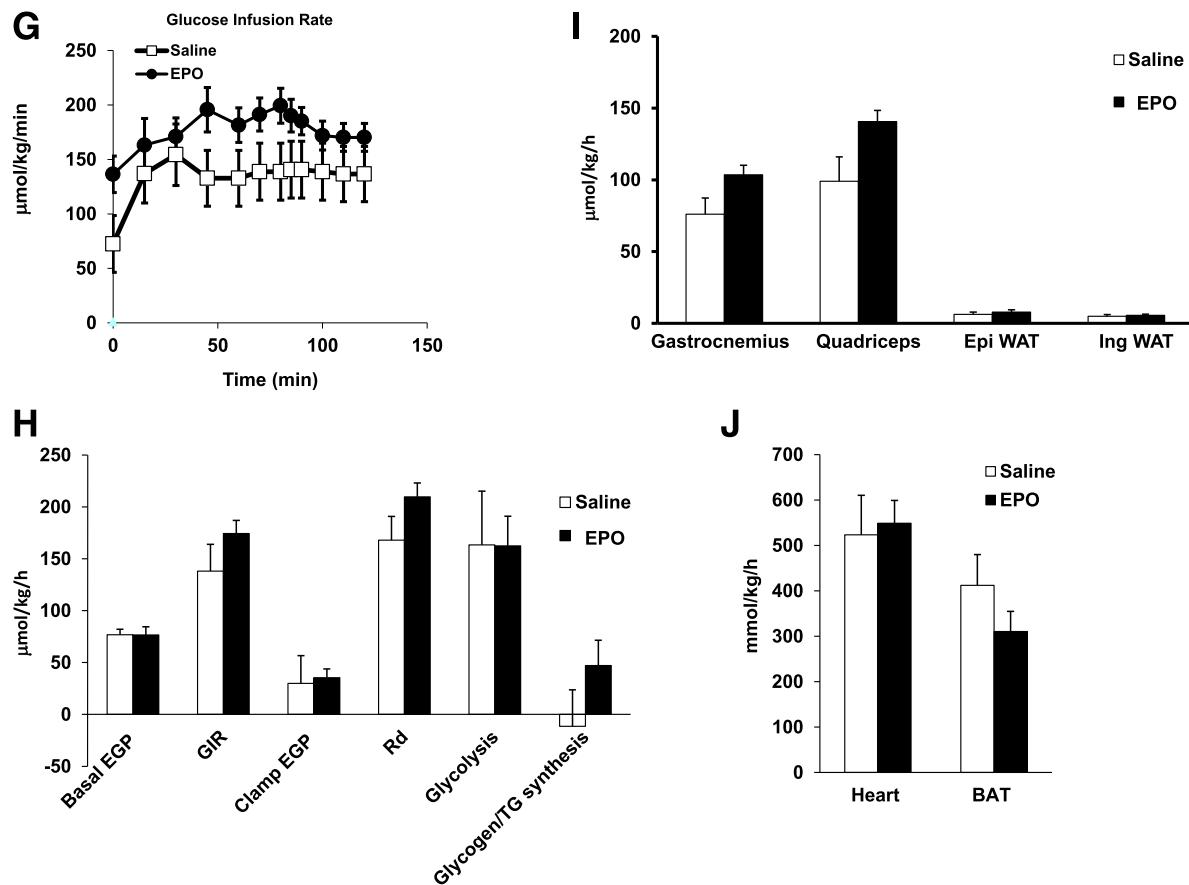 G
Glucose Infusion Rate
Saline
EPO
250
200
150
100
50
0
μmol/kg/min
0 50 100 150
Time (min)
I
200
150
100
50
0
μmol/kg/h
Saline
EPO
Gastrocnemius Quadriceps Epi WAT Ing WAT
H
250
200
150
100
50
0
-50
μmol/kg/h
Saline
EPO
Basal EGP
GIR
Clamp EGP
Rd
Glycolysis
Glycogen/TG synthesis
J
700
600
500
400
300
200
100
0
mmol/kg/h
Saline
EPO
Heart BAT